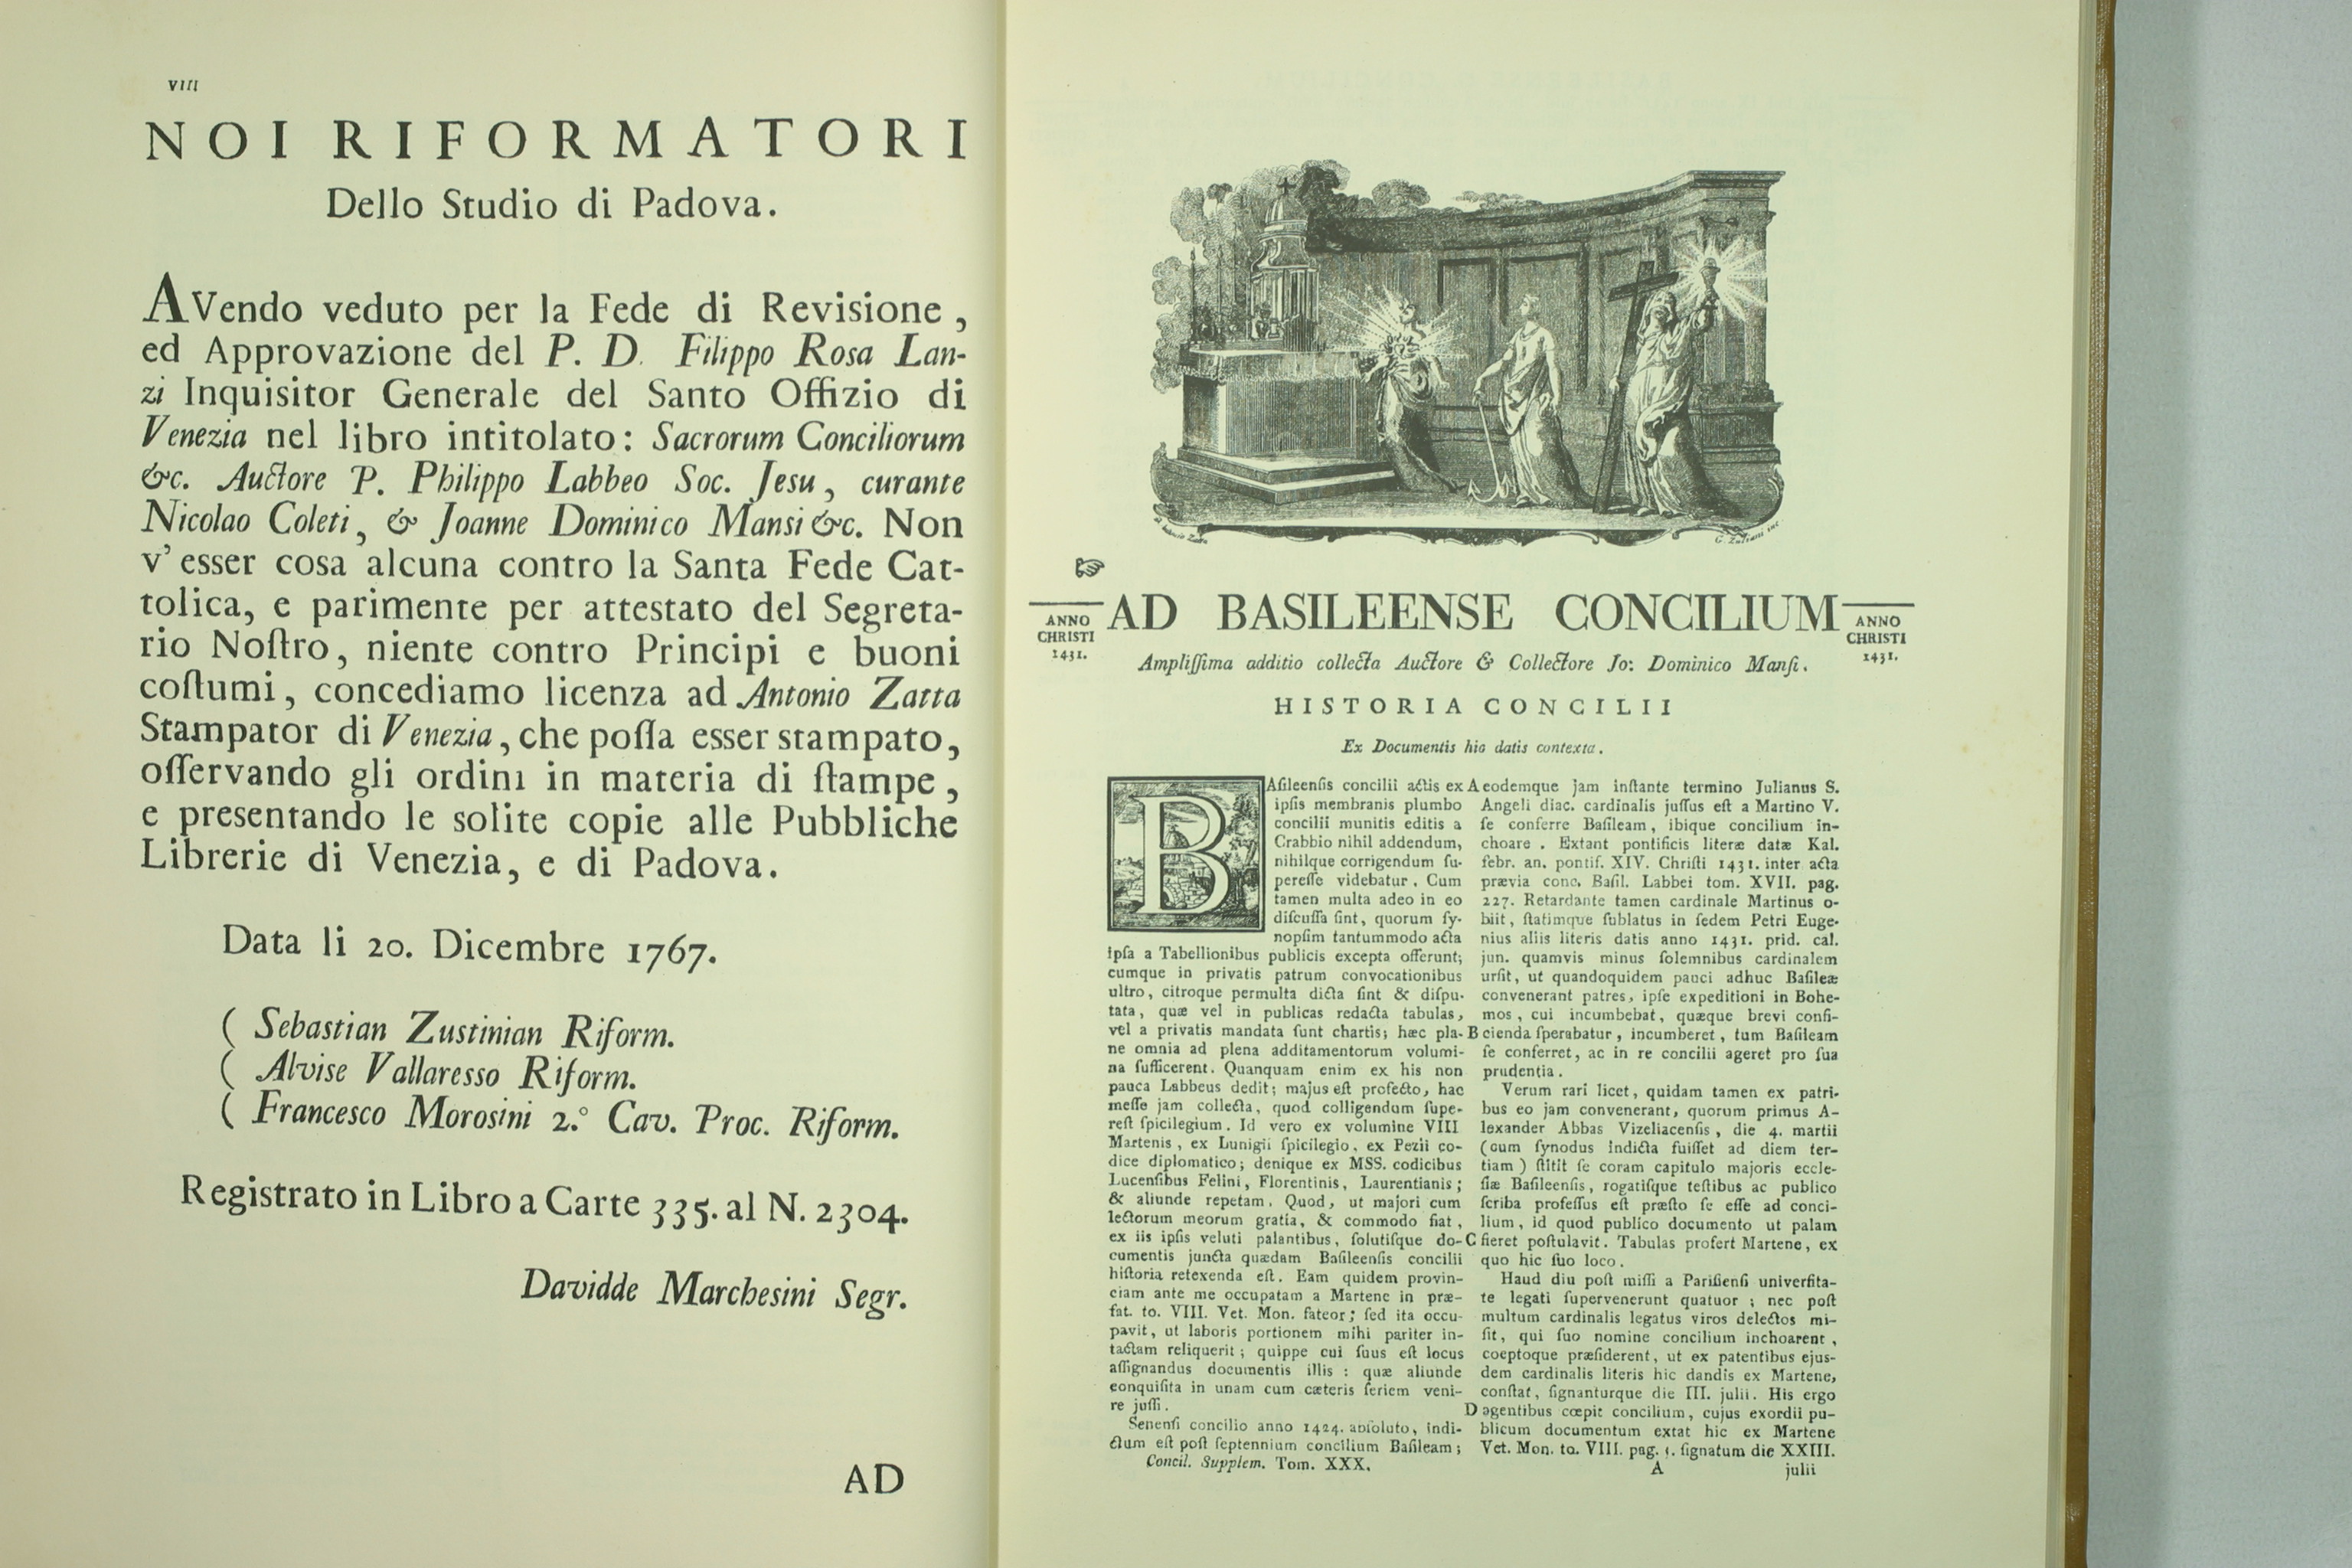 VIII
NOI RIFORMATORI
Dello Studio di Padova.
AVendo veduto per la Fede di Revisione,
ed Approvazione del P. D. Filippo Rosa Lan-
zi Inquisitor Generale del Santo Offizio di
Venezia nel libro intitolato: Sacrorum Conciliorum
&c. Auctore P. Philippo Labbeo Soc. Jesu, curante
Nicolao Coleti, & Joanne Dominico Mansi &c. Non
v' esser cosa alcuna contro la Santa Fede Cat-
tolica, e parimente per attestato del Segreta-
rio Noſtro, niente contro Principi e buoni
coſtumi, concediamo licenza ad Antonio Zatta
Stampator di Venezia, che poſſa esser stampato,
oſſervando gli ordini in materia di ſtampe,
e presentando le solite copie alle Pubbliche
Librerie di Venezia, e di Padova.
Data li 20. Dicembre 1767.
( Sebastian Zustinian Riform.
( Alvise Vallaresso Riform.
( Francesco Morosini 2.° Cav. Proc. Riform.
Registrato in Libro a Carte 335. al N. 2304.
Davidde Marchesini Segr.
AD
G. Zuliani inc.
ANNO
CHRISTI
1431.
AD BASILEENSE CONCILIUM
ANNO
CHRISTI
1431.
Ampliſſima additio collecta Auctore & Collectore Jo: Dominico Manſi.
HISTORIA CONCILII
Ex Documentis hic datis contexta.
BAſileenſis concilii actis ex
ipſis membranis plumbo
concilii munitis editis a
Crabbio nihil addendum,
nihilque corrigendum ſu-
pereſſe videbatur. Cum
tamen multa adeo in eo
diſcuſſa ſint, quorum ſy-
nopſim tantummodo acta
ipſa a Tabellionibus publicis excepta offerunt;
cumque in privatis patrum convocationibus
ultro, citroque permulta dicta ſint & diſpu-
tata, quæ vel in publicas redacta tabulas,
vel a privatis mandata ſunt chartis; hæc pla-
ne omnia ad plena additamentorum volumi-
na ſufficerent. Quanquam enim ex his non
pauca Labbeus dedit; majus eſt profecto, hac
meſſe jam collecta, quod colligendum ſupe-
reſt ſpicilegium. Id vero ex volumine VIII
Martenis, ex Lunigii ſpicilegio, ex Pezii co-
dice diplomatico; denique ex MSS. codicibus
Lucenſibus Felini, Florentinis, Laurentianis;
& aliunde repetam. Quod, ut majori cum
lectorum meorum gratia, & commodo fiat,
ex iis ipſis veluti palantibus, ſolutiſque do-
cumentis juncta quædam Baſileenſis concilii
hiſtoria retexenda eſt. Eam quidem provin-
ciam ante me occupatam a Martene in præ-
fat. to. VIII. Vet. Mon. fateor; ſed ita occu-
pavit, ut laboris portionem mihi pariter in-
tactam reliquerit; quippe cui ſuus eſt locus
aſſignandus documentis illis: quæ aliunde
conquiſita in unam cum cæteris ſeriem veni-
re juſſi.
Senenſi concilio anno 1424. abſoluto, indi-
ctum eſt poſt ſeptennium concilium Baſileam;
Concil. Supplem. Tom. XXX.
A eodemque jam inſtante termino Julianus S.
Angeli diac. cardinalis juſſus eſt a Martino V.
ſe conferre Baſileam, ibique concilium in-
choare. Extant pontificis literæ datæ Kal.
febr. an. pontif. XIV. Chriſti 1431. inter acta
prævia conc. Baſil. Labbei tom. XVII. pag.
227. Retardante tamen cardinale Martinus o-
biit, ſtatimque ſublatus in ſedem Petri Euge-
nius aliis literis datis anno 1431. prid. cal.
jun. quamvis minus ſolemnibus cardinalem
urſit, ut quandoquidem pauci adhuc Baſileæ
convenerant patres, ipſe expeditioni in Bohe-
mos, cui incumbebat, quæque brevi confi-
B cienda ſperabatur, incumberet, tum Baſileam
ſe conferret, ac in re concilii ageret pro ſua
prudentia.
Verum rari licet, quidam tamen ex patri-
bus eo jam convenerant, quorum primus A-
lexander Abbas Vizeliacenſis, die 4. martii
(cum ſynodus indicta fuiſſet ad diem ter-
tiam) ſtitit ſe coram capitulo majoris eccle-
ſiæ Baſileenſis, rogatiſque teſtibus ac publico
ſcriba profeſſus eſt præſto ſe eſſe ad conci-
lium, id quod publico documento ut palam
C fieret poſtulavit. Tabulas profert Martene, ex
quo hic ſuo loco.
Haud diu poſt miſſi a Pariſienſi univerſita-
te legati ſupervenerunt quatuor; nec poſt
multum cardinalis legatus viros delectos mi-
ſit, qui ſuo nomine concilium inchoarent,
coeptoque præſiderent, ut ex patentibus ejus-
dem cardinalis literis hic dandis ex Martene,
conſtat, ſignanturque die III. julii. His ergo
D agentibus cœpit concilium, cujus exordii pu-
blicum documentum extat hic ex Martene
Vet. Mon. to. VIII. pag. 1. ſignatum die XXIII.
A
julii